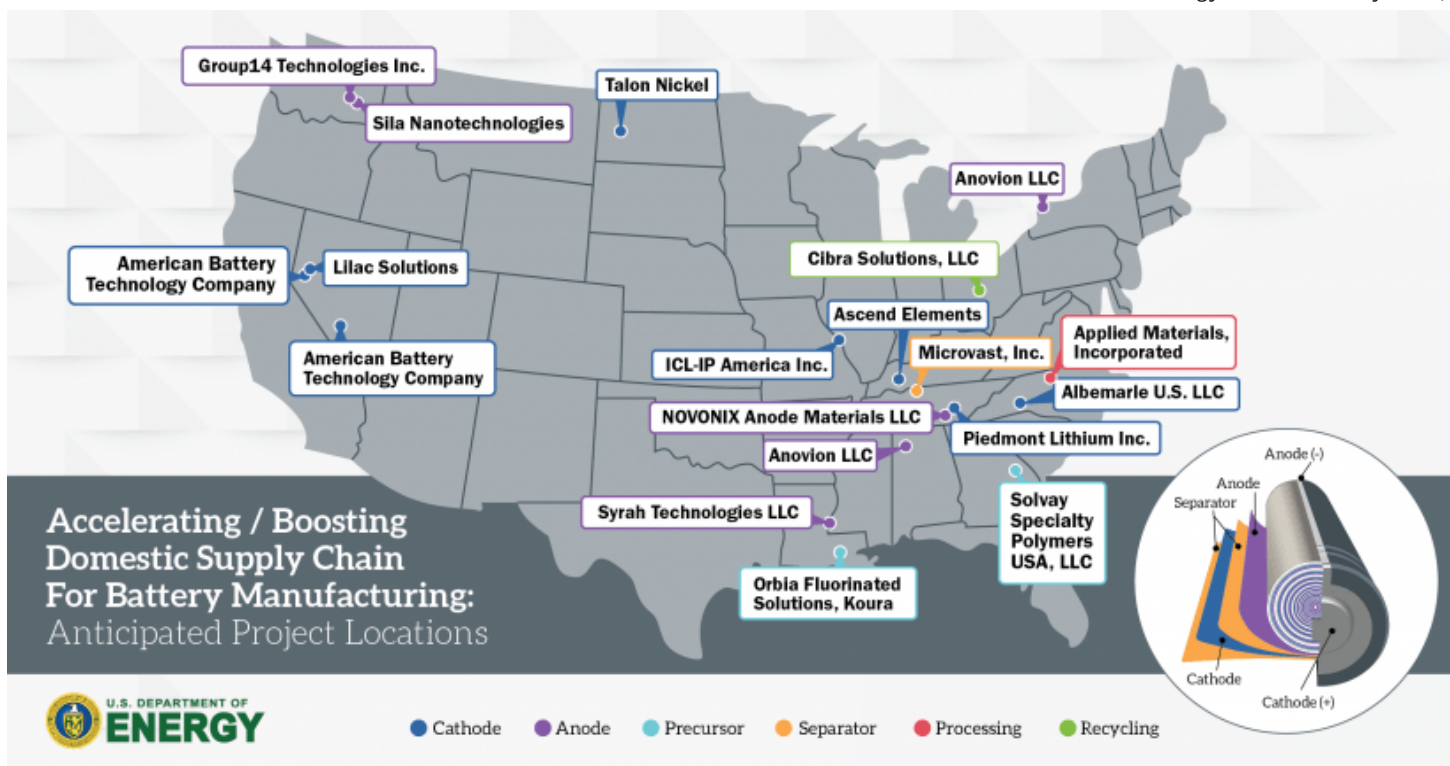 Group14 Technologies Inc.
Sila Nanotechnologies
Talon Nickel
Anovion LLC
American Battery
Technology Company
Lilac Solutions
Cibra Solutions, LLC
American Battery
Technology Company
Ascend Elements
ICL-IP America Inc.
Microvast, Inc.
Applied Materials,
Incorporated
Albemarle U.S. LLC
NOVONIX Anode Materials LLC
Piedmont Lithium Inc.
Anovion LLC
Syrah Technologies LLC
Solvay
Specialty
Polymers
USA, LLC
Orbia Fluorinated
Solutions, Koura
Accelerating / Boosting
Domestic Supply Chain
For Battery Manufacturing:
Anticipated Project Locations
Anode (-)
Anode
Separator
Cathode
Cathode (+)
U.S. DEPARTMENT OF
ENERGY
Cathode
Anode
Precursor
Separator
Processing
Recycling